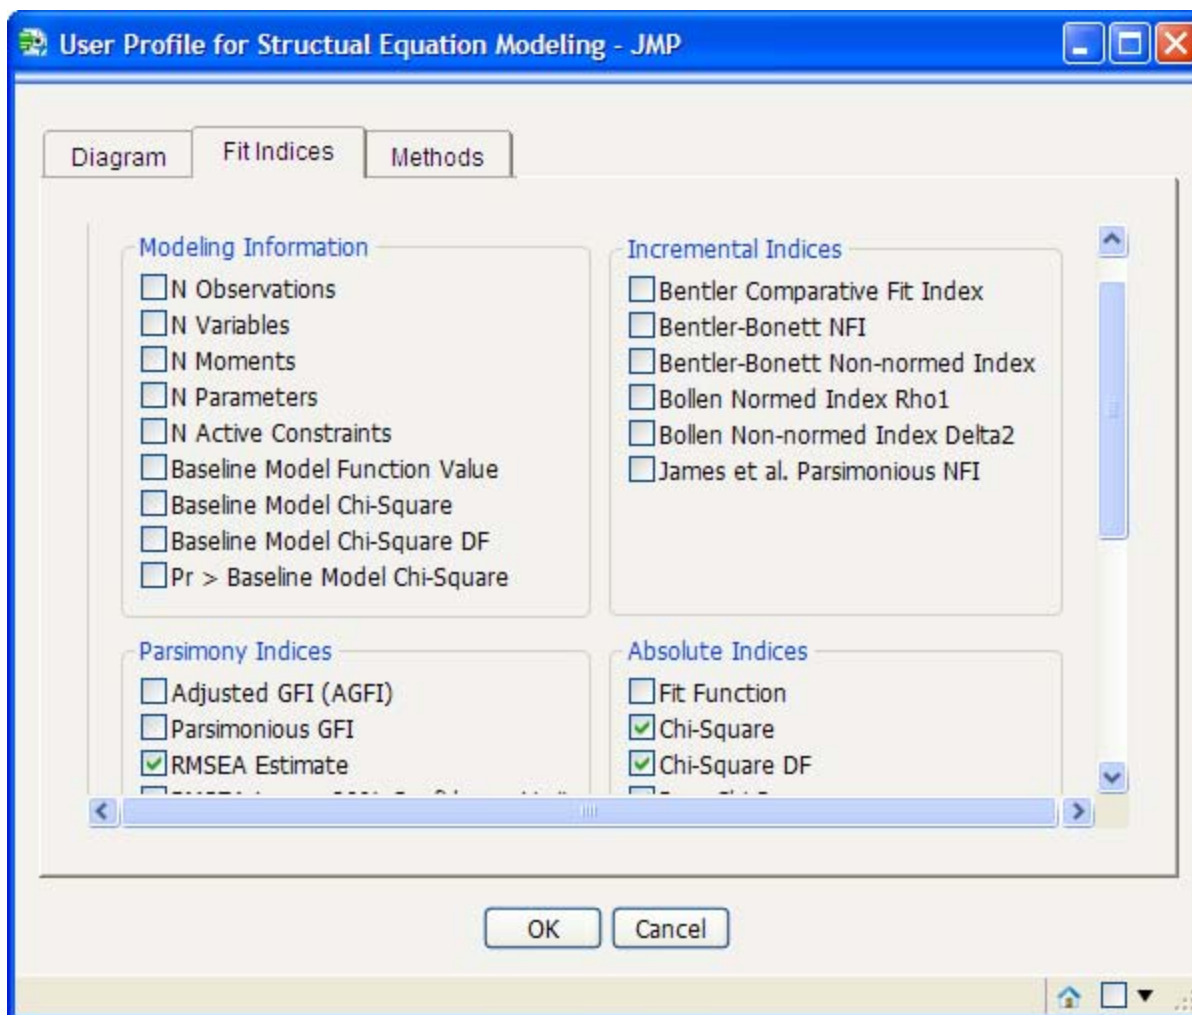 User Profile for Structual Equation Modeling - JMP
Diagram
Fit Indices
Methods
Modeling Information
N Observations
N Variables
N Moments
N Parameters
N Active Constraints
Baseline Model Function Value
Baseline Model Chi-Square
Baseline Model Chi-Square DF
Pr > Baseline Model Chi-Square
Incremental Indices
Bentler Comparative Fit Index
Bentler-Bonett NFI
Bentler-Bonett Non-normed Index
Bollen Normed Index Rho1
Bollen Non-normed Index Delta2
James et al. Parsimonious NFI
Parsimony Indices
Adjusted GFI (AGFI)
Parsimonious GFI
RMSEA Estimate
Absolute Indices
Fit Function
Chi-Square
Chi-Square DF
OK
Cancel